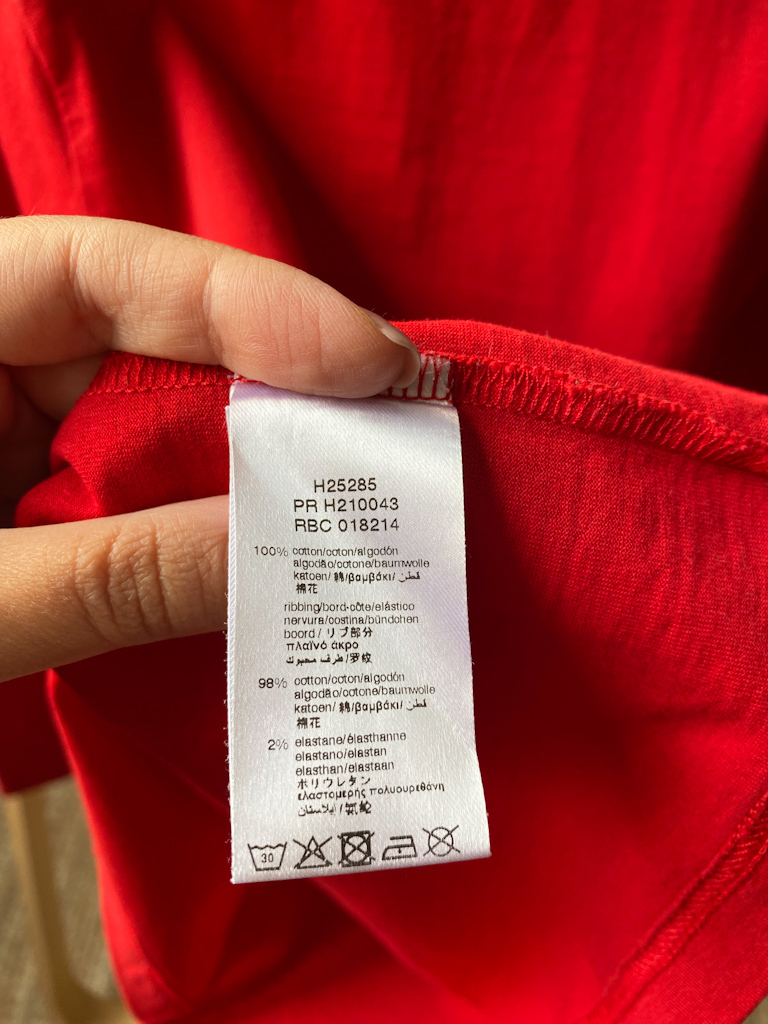 H25285
PR H210043
RBC 018214
100% cotton/coton/algodón
algodão/cotone/baumwolle
katoen/ 綿/βαμβάκι/ قطن
棉花
ribbing/bord-côte/elástico
nervura/costina/bündchen
boord / リブ部分
πλαϊνό άκρο
طرف محبوك/罗纹
98% cotton/coton/algodón
algodão/cotone/baumwolle
katoen/ 綿/βαμβάκι/ قطن
棉花
2% elastane/élasthanne
elastano/elastan
elasthan/elastaan
ポリウレタン
ελαστομερής πολυουρεθάνη
إيلاستان/氨纶
30